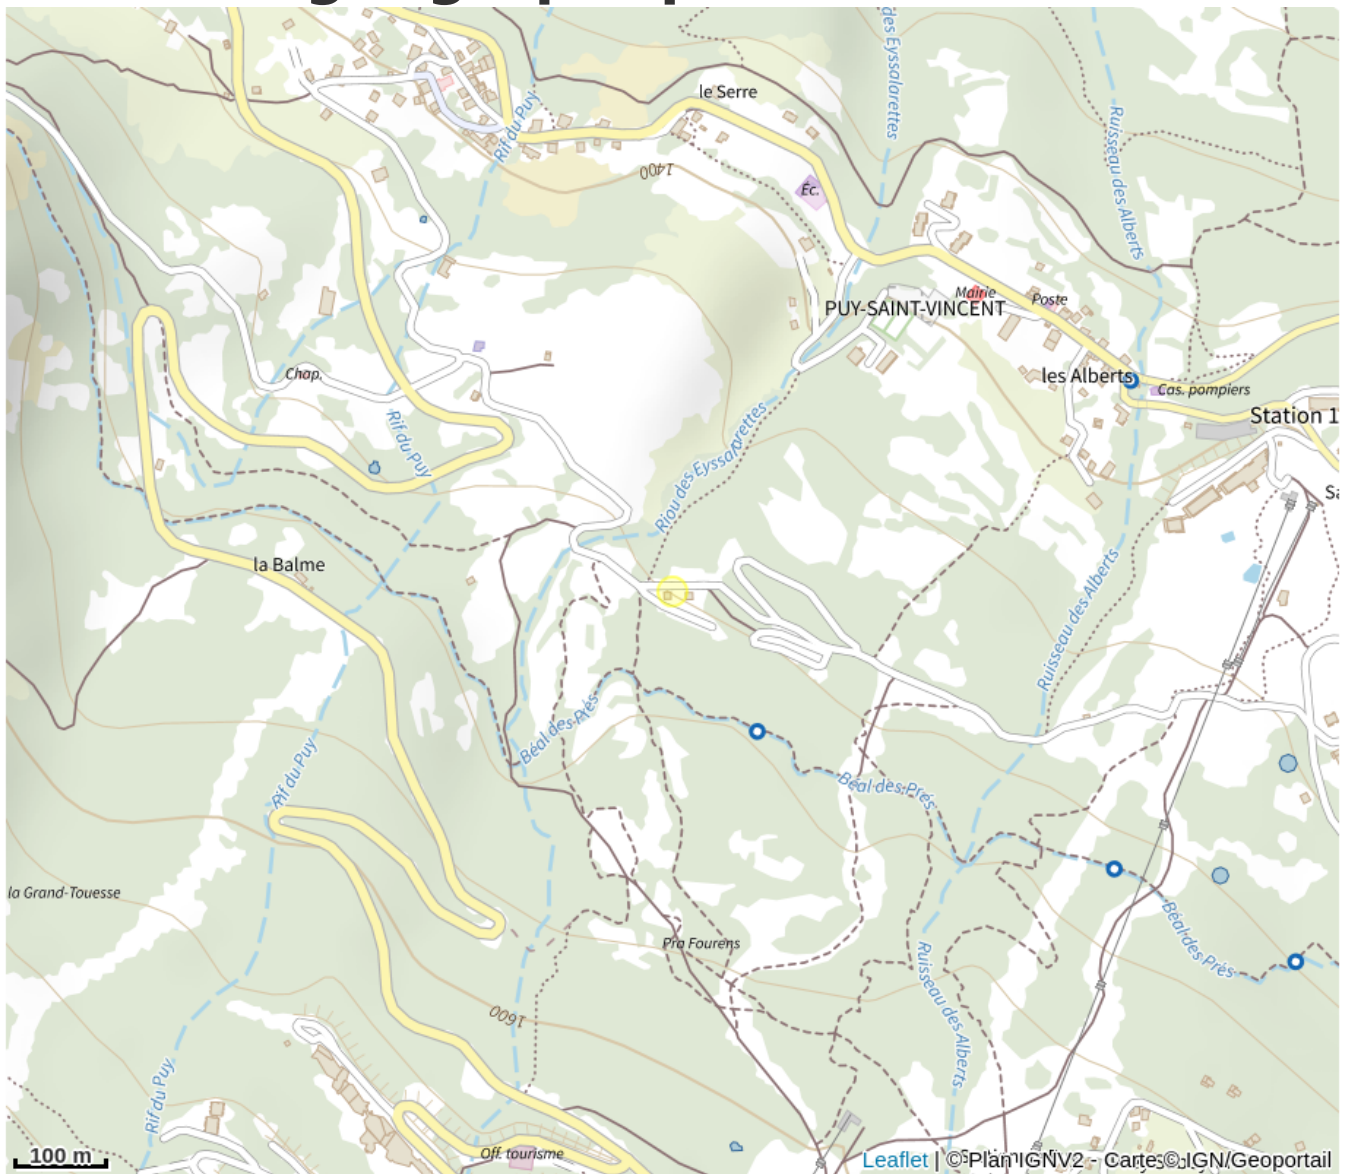 le Serre
des Eyssalarettes
Ruisseau des Alberts
Rif du Puy
1400
Éc.
Mairie
Poste
PUY-SAINT-VINCENT
les Alberts
Cas. pompiers
Station 1
Chap.
Rif du Puy
Riou des Eyssalarettes
Sa
la Balme
Ruisseau des Alberts
Béal des Prés
Rif du Puy
Béal des Prés
la Grand-Touesse
Pra Fourens
Béal des Prés
Ruisseau des Alberts
1600
Rif du Puy
Off. tourisme
100 m
Leaflet | © Plan IGNV2 - Carte © IGN/Geoportail